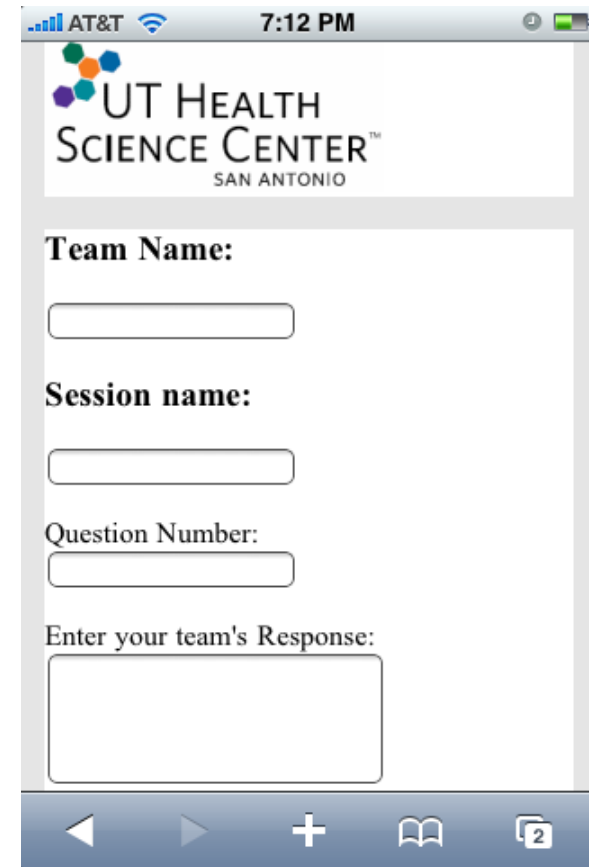 AT&T 7:12 PM
UT HEALTH
SCIENCE CENTER™
SAN ANTONIO
Team Name:
Session name:
Question Number:
Enter your team's Response:
2